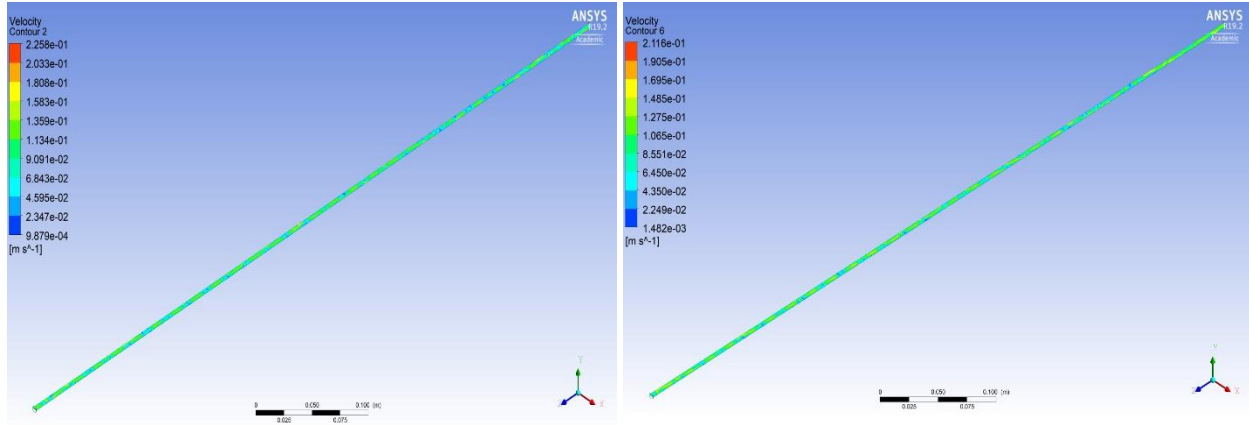 Velocity
Contour 2
2.258e-01
2.033e-01
1.808e-01
1.583e-01
1.359e-01
1.134e-01
9.091e-02
6.843e-02
4.595e-02
2.347e-02
9.879e-04
[m s^-1]
ANSYS
R19.2
Academic
Y
Z
X
0 0.050 0.100 (m)
0.025 0.075
Velocity
Contour 6
2.116e-01
1.905e-01
1.695e-01
1.485e-01
1.275e-01
1.065e-01
8.551e-02
6.450e-02
4.350e-02
2.249e-02
1.482e-03
[m s^-1]
ANSYS
R19.2
Academic
Y
Z
X
0 0.050 0.100 (m)
0.025 0.075